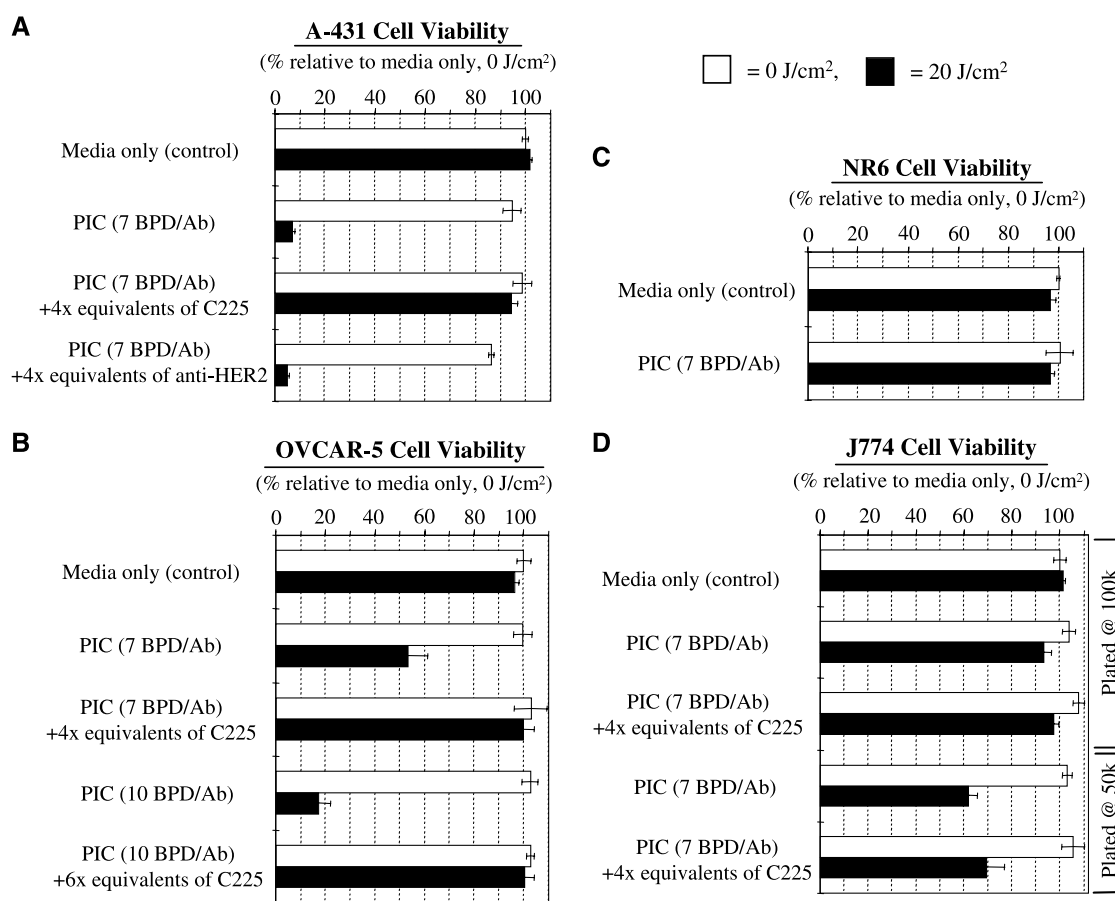 A
A-431 Cell Viability
(% relative to media only, 0 J/cm²)
0 20 40 60 80 100
Media only (control)
PIC (7 BPD/Ab)
PIC (7 BPD/Ab)
+4x equivalents of C225
PIC (7 BPD/Ab)
+4x equivalents of anti-HER2
= 0 J/cm², = 20 J/cm²
C
NR6 Cell Viability
(% relative to media only, 0 J/cm²)
0 20 40 60 80 100
Media only (control)
PIC (7 BPD/Ab)
B
OVCAR-5 Cell Viability
(% relative to media only, 0 J/cm²)
0 20 40 60 80 100
Media only (control)
PIC (7 BPD/Ab)
PIC (7 BPD/Ab)
+4x equivalents of C225
PIC (10 BPD/Ab)
PIC (10 BPD/Ab)
+6x equivalents of C225
D
J774 Cell Viability
(% relative to media only, 0 J/cm²)
0 20 40 60 80 100
Media only (control)
PIC (7 BPD/Ab)
PIC (7 BPD/Ab)
+4x equivalents of C225
PIC (7 BPD/Ab)
PIC (7 BPD/Ab)
+4x equivalents of C225
Plated @ 100k
Plated @ 50k